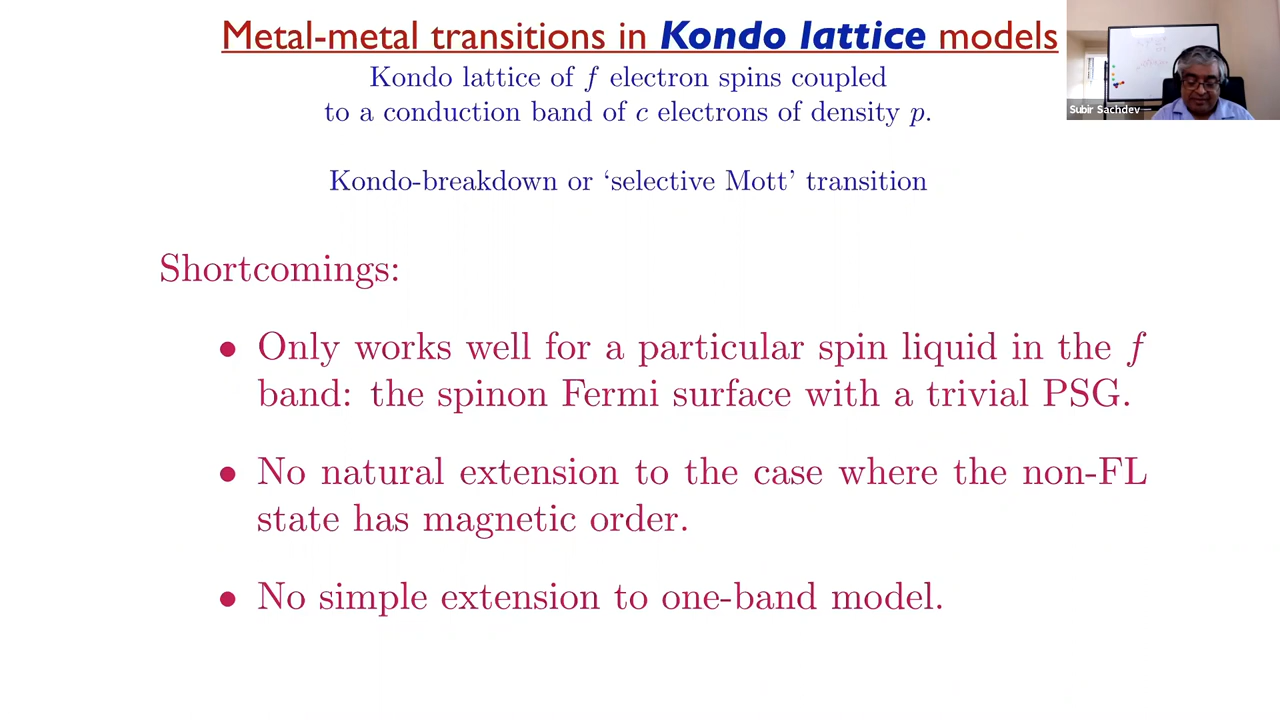 Metal-metal transitions in Kondo lattice models
Kondo lattice of f electron spins coupled
to a conduction band of c electrons of density p.
Kondo-breakdown or ‘selective Mott’ transition
Shortcomings:
• Only works well for a particular spin liquid in the f
band: the spinon Fermi surface with a trivial PSG.
• No natural extension to the case where the non-FL
state has magnetic order.
• No simple extension to one-band model.
Subir Sachdev